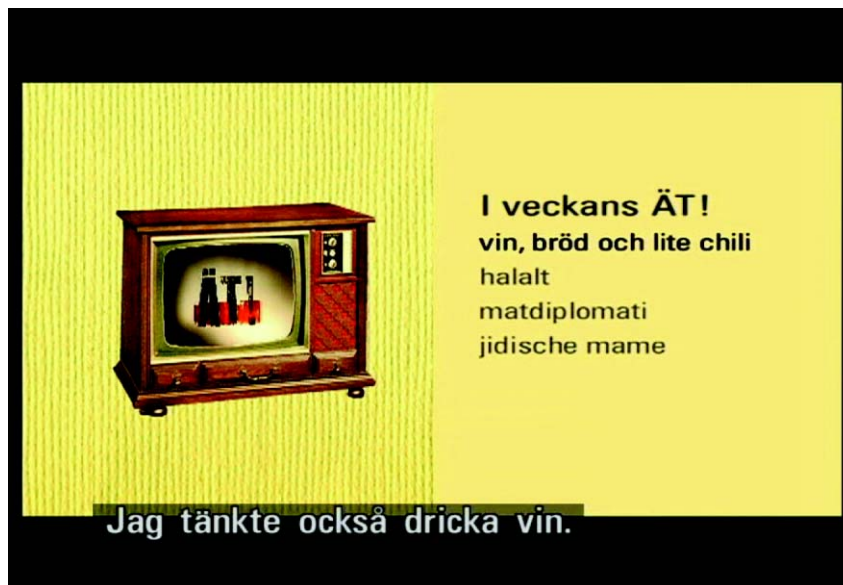 ÄT!
I veckans ÄT!
vin, bröd och lite chili
halalt
matdiplomati
jidische mame
Jag tänkte också dricka vin.